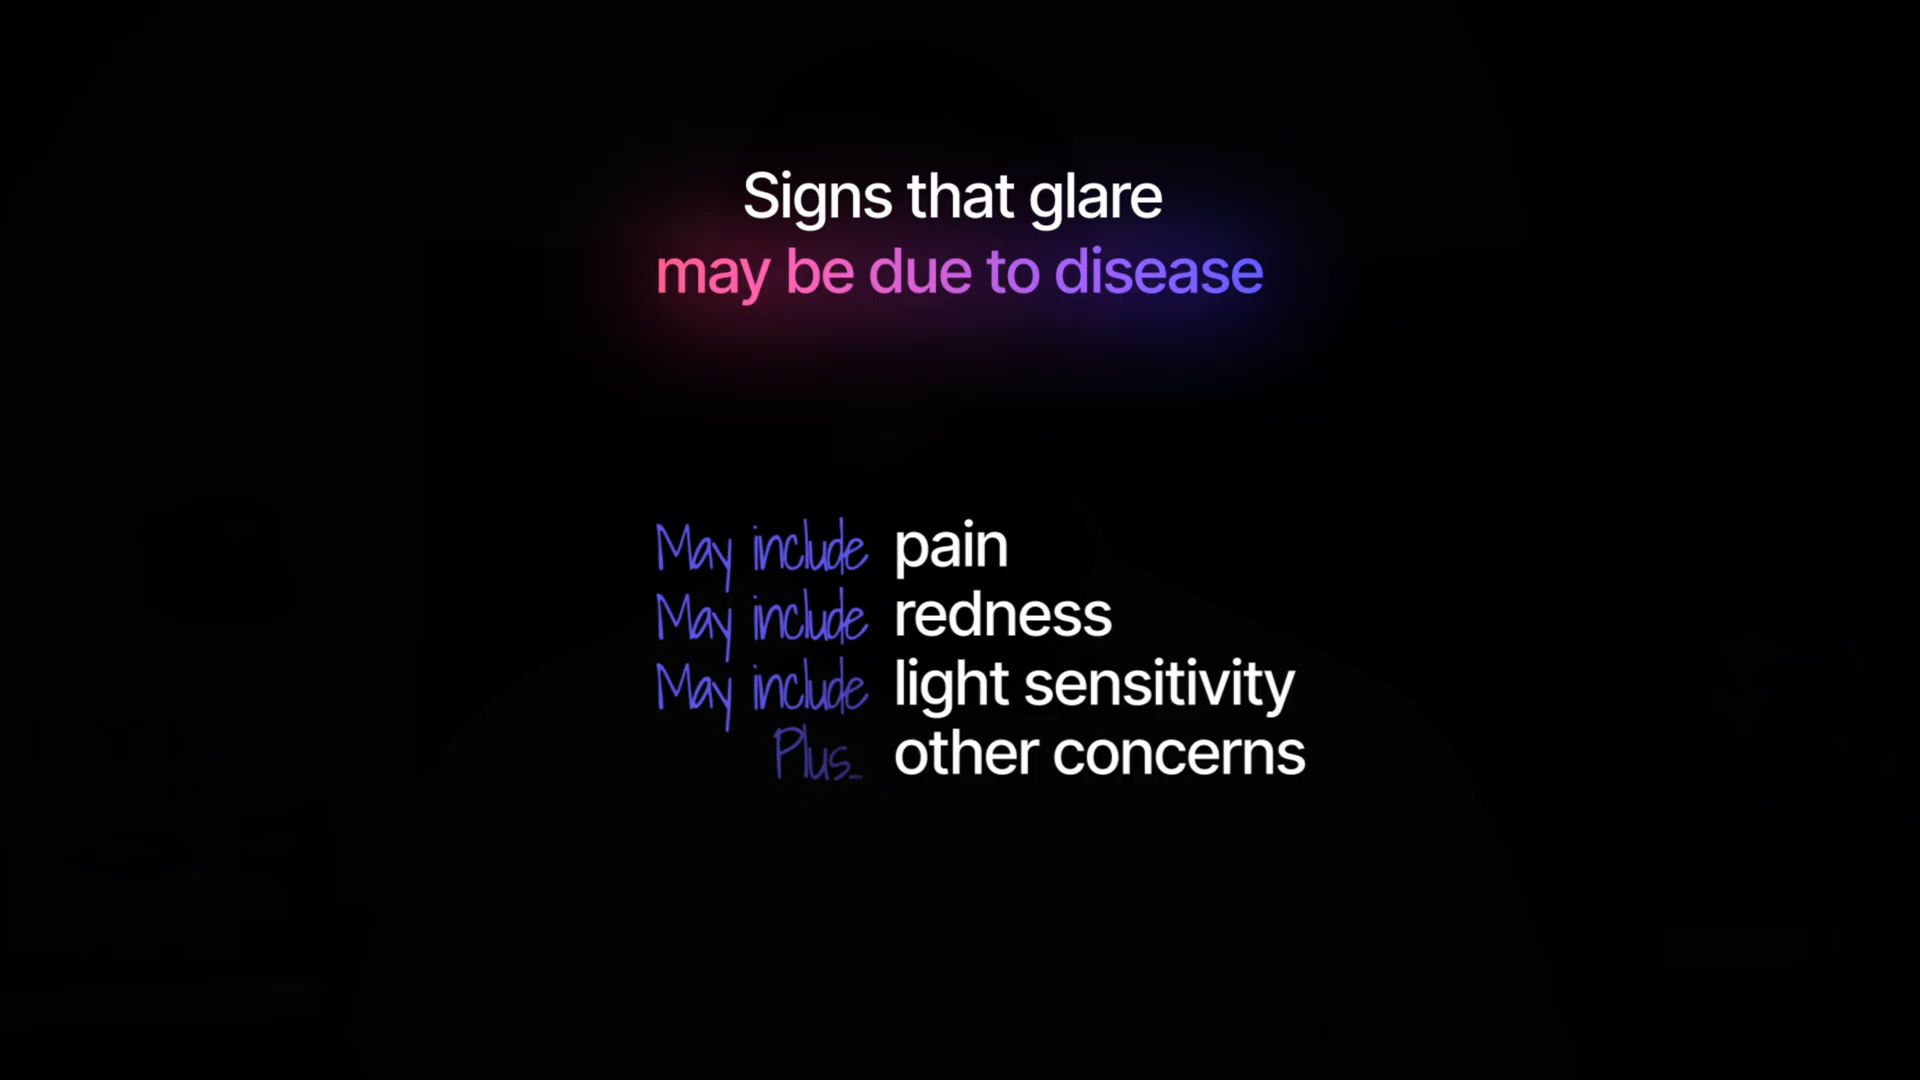 Signs that glare
may be due to disease
May include pain
May include redness
May include light sensitivity
Plus... other concerns